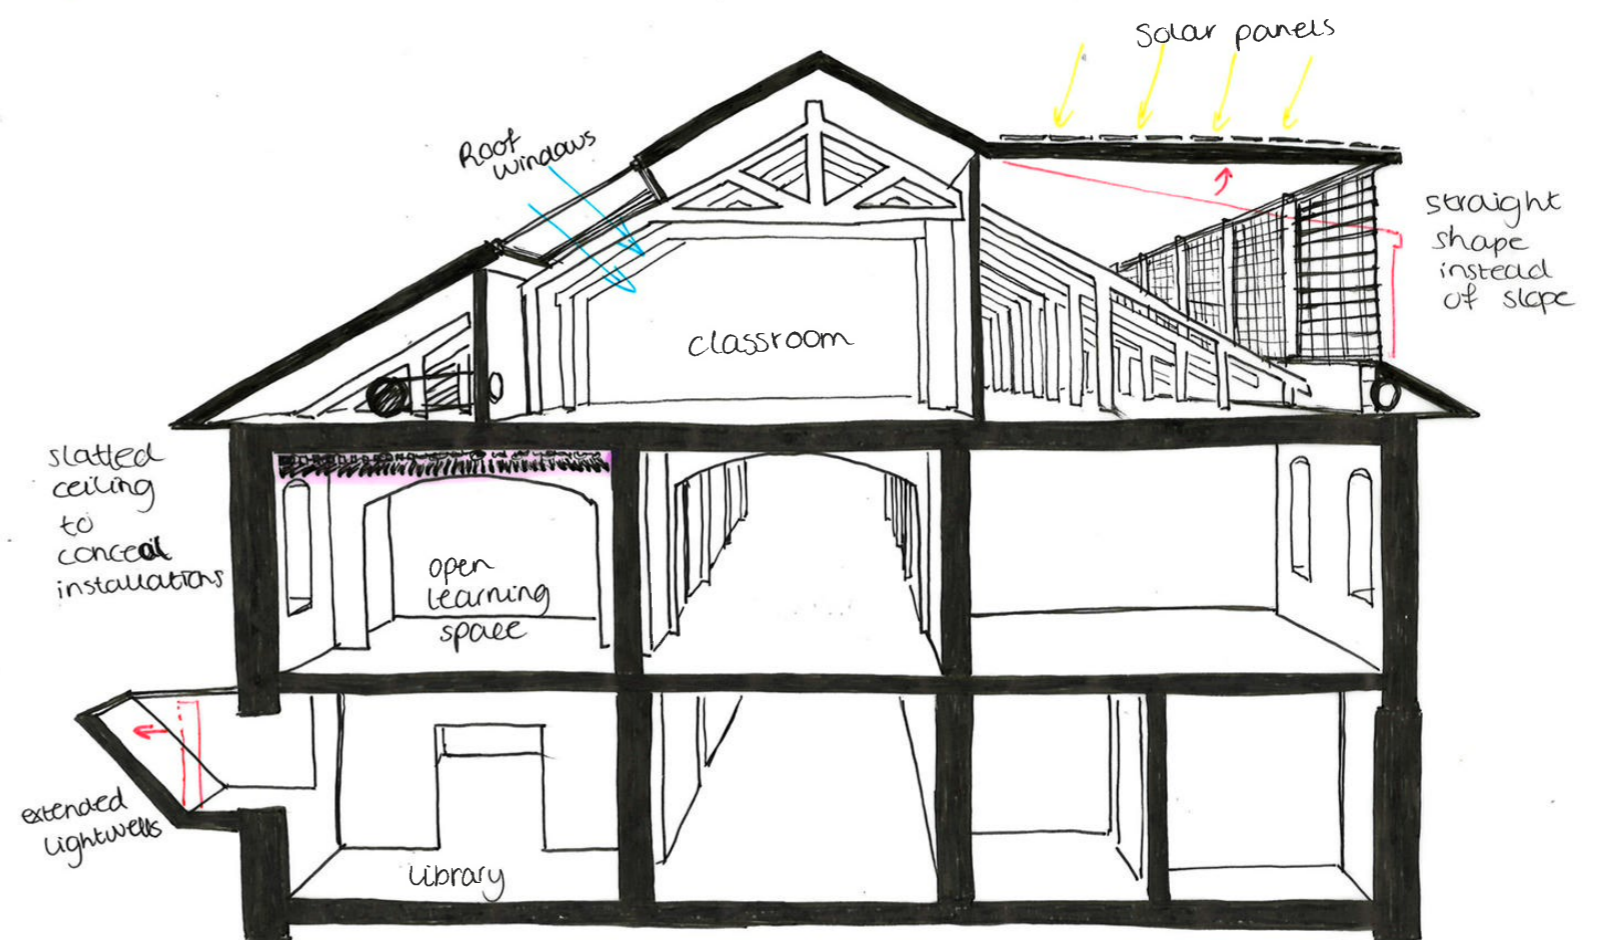 Solar panels
Roof
windows
straight
shape
instead
of slope
classroom
slatted
ceiling
to
conceal
installations
open
learning
space
extended
lightwells
Library